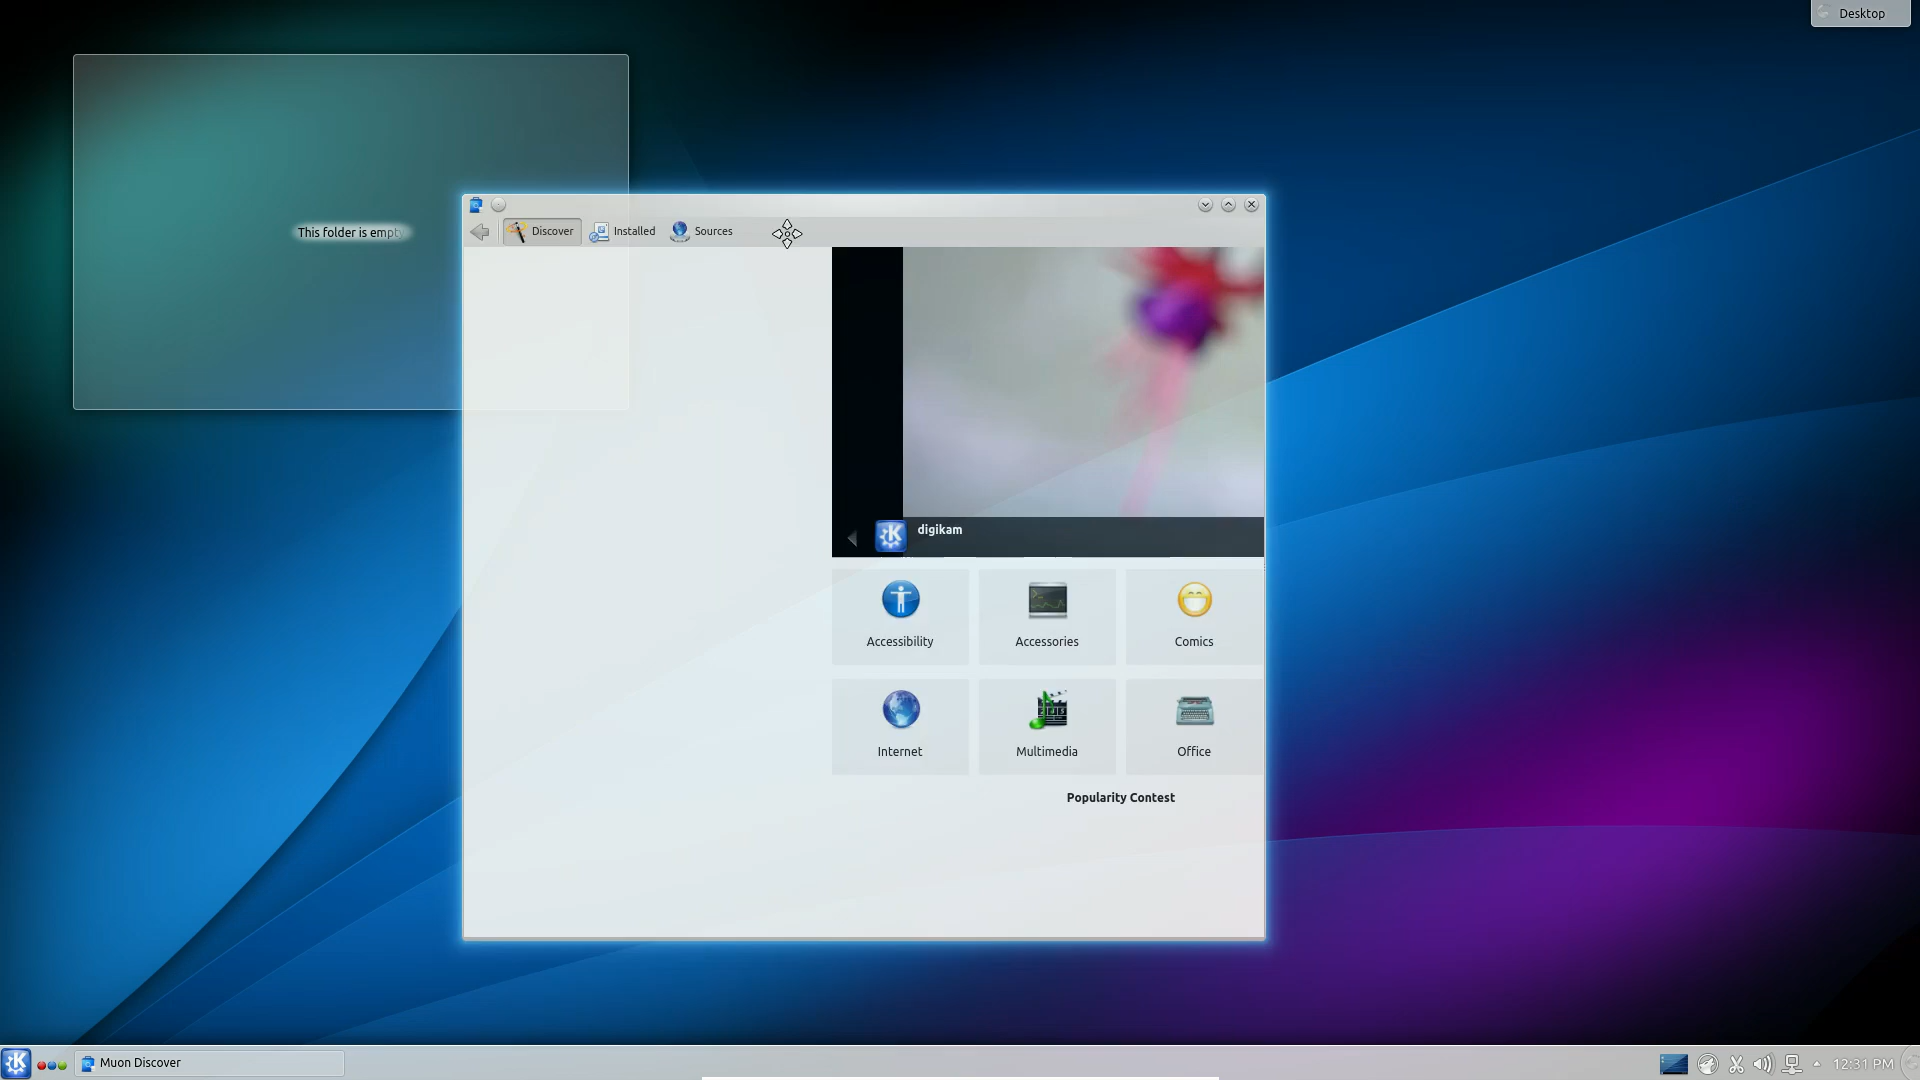 Desktop
This folder is empty
Discover
Installed
Sources
digikam
Accessibility
Accessories
Comics
Internet
Multimedia
Office
Popularity Contest
Muon Discover
12:31 PM